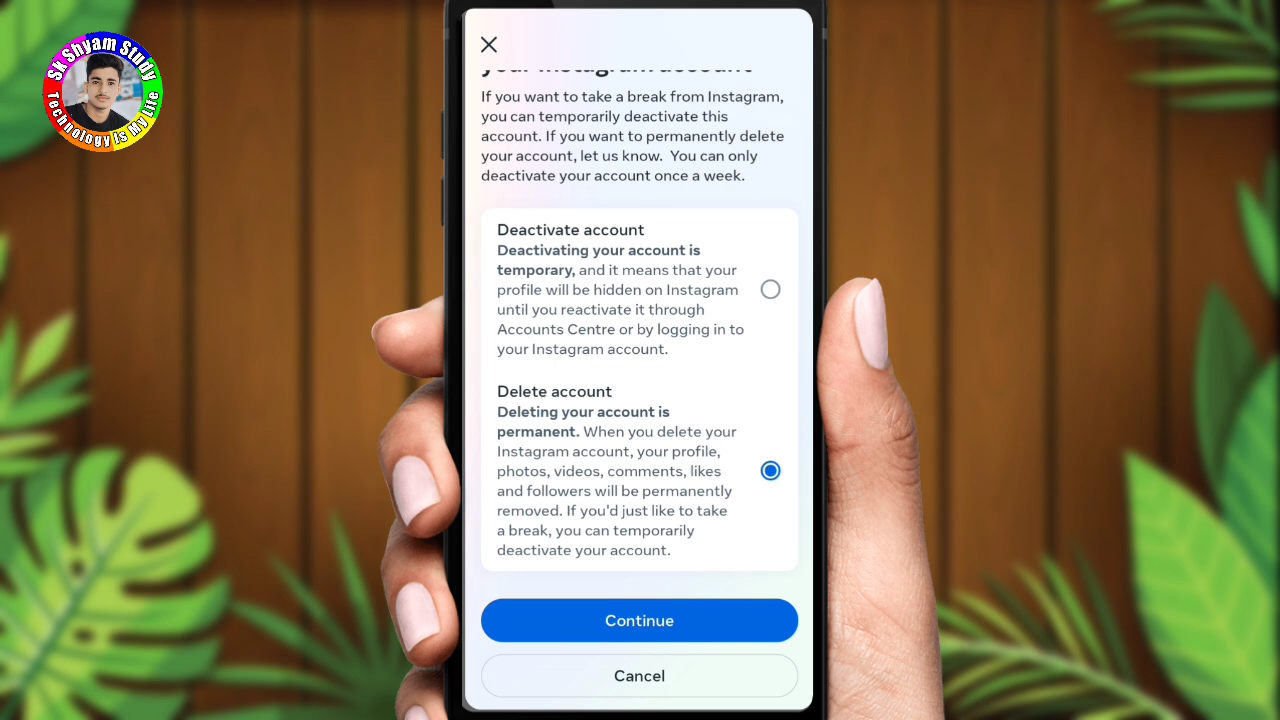 Sk Shyam Study
Technology is My Life
your Instagram account
If you want to take a break from Instagram,
you can temporarily deactivate this
account. If you want to permanently delete
your account, let us know.  You can only
deactivate your account once a week.
Deactivate account
Deactivating your account is
temporary, and it means that your
profile will be hidden on Instagram
until you reactivate it through
Accounts Centre or by logging in to
your Instagram account.
Delete account
Deleting your account is
permanent. When you delete your
Instagram account, your profile,
photos, videos, comments, likes
and followers will be permanently
removed. If you'd just like to take
a break, you can temporarily
deactivate your account.
Continue
Cancel